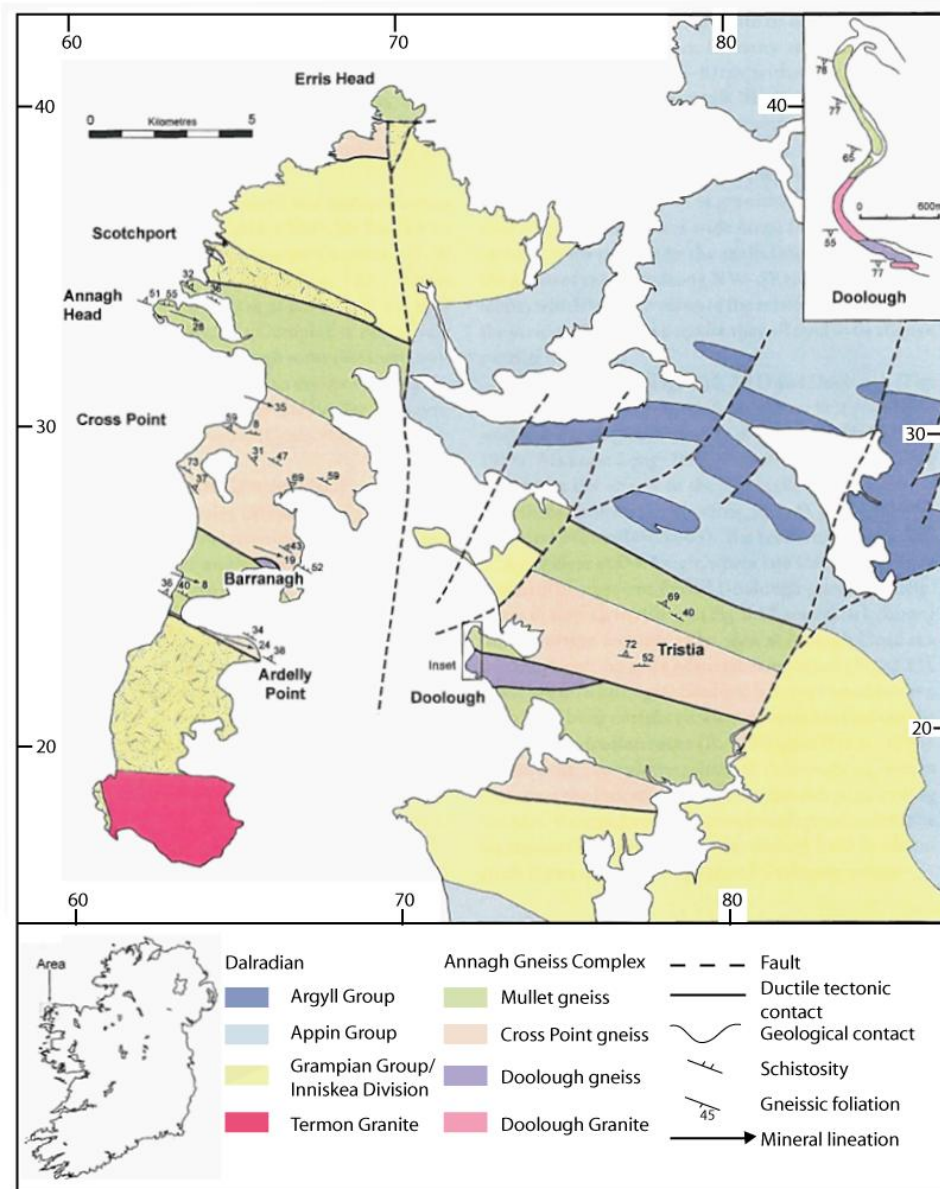 60
70
80
40
Erris Head
0 Kilometres 5
40
78
77
65
0 600m
55
77
Doolough
Scotchport
32
36
Annagh
Head
51 55
28
Cross Point
35
59
8
31
47
73
37
69
59
30
30
43
19
52
Barranagh
36
40
8
34
24
38
Ardelly
Point
69
40
72
52
Tristia
Inset
Doolough
20
20
60
70
80
Area
Dalradian
Argyll Group
Appin Group
Grampian Group/
Inniskea Division
Termon Granite
Annagh Gneiss Complex
Mullet gneiss
Cross Point gneiss
Doolough gneiss
Doolough Granite
Fault
Ductile tectonic
contact
Geological contact
Schistosity
Gneissic foliation
45
Mineral lineation